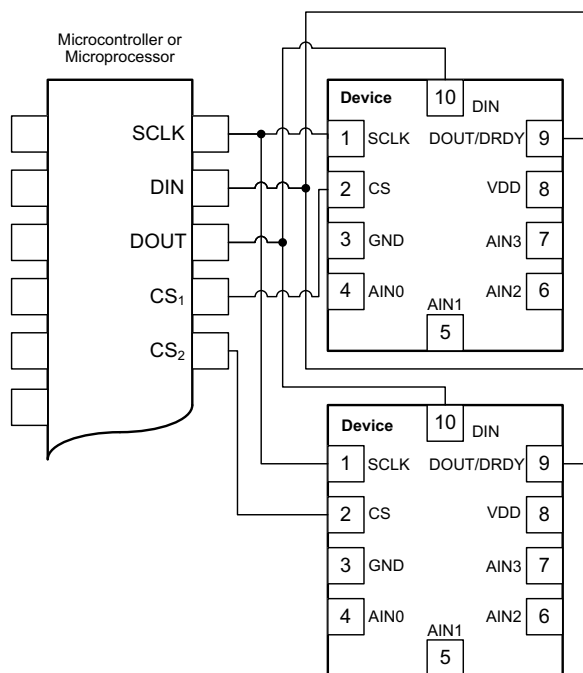 Microcontroller or
Microprocessor
SCLK
DIN
DOUT
CS1
CS2
Device
10 DIN
1 SCLK
DOUT/DRDY 9
2 CS
VDD 8
3 GND
AIN3 7
4 AIN0
AIN2 6
AIN1
5
Device
10 DIN
1 SCLK
DOUT/DRDY 9
2 CS
VDD 8
3 GND
AIN3 7
4 AIN0
AIN2 6
AIN1
5